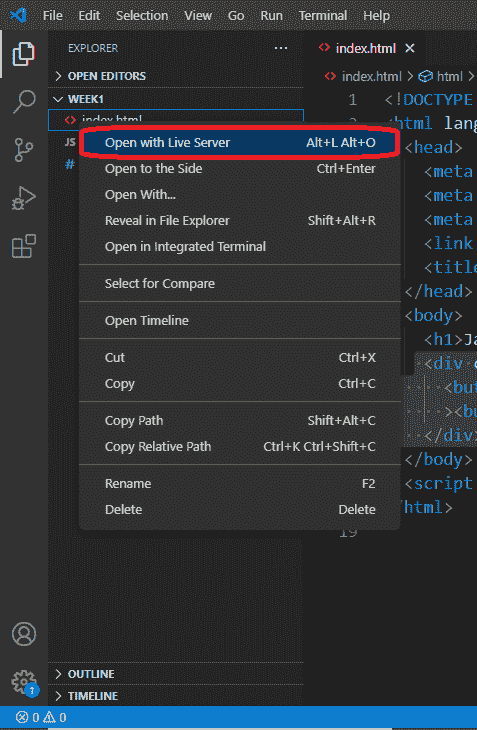 File Edit Selection View Go Run Terminal Help
EXPLORER ···
OPEN EDITORS
WEEK1
index.html
JS
#
Open with Live Server Alt+L Alt+O
Open to the Side Ctrl+Enter
Open With...
Reveal in File Explorer Shift+Alt+R
Open in Integrated Terminal
Select for Compare
Open Timeline
Cut Ctrl+X
Copy Ctrl+C
Copy Path Shift+Alt+C
Copy Relative Path Ctrl+K Ctrl+Shift+C
Rename F2
Delete Delete
OUTLINE
TIMELINE
1
0 0
index.html
index.html > html >
1 <!DOCTYPE
html lang
<head>
<meta
<meta
<meta
<link
<title
</head>
<body>
<h1>Ja
<div
<but
><bu
</div>
</body>
<script
/html>
19